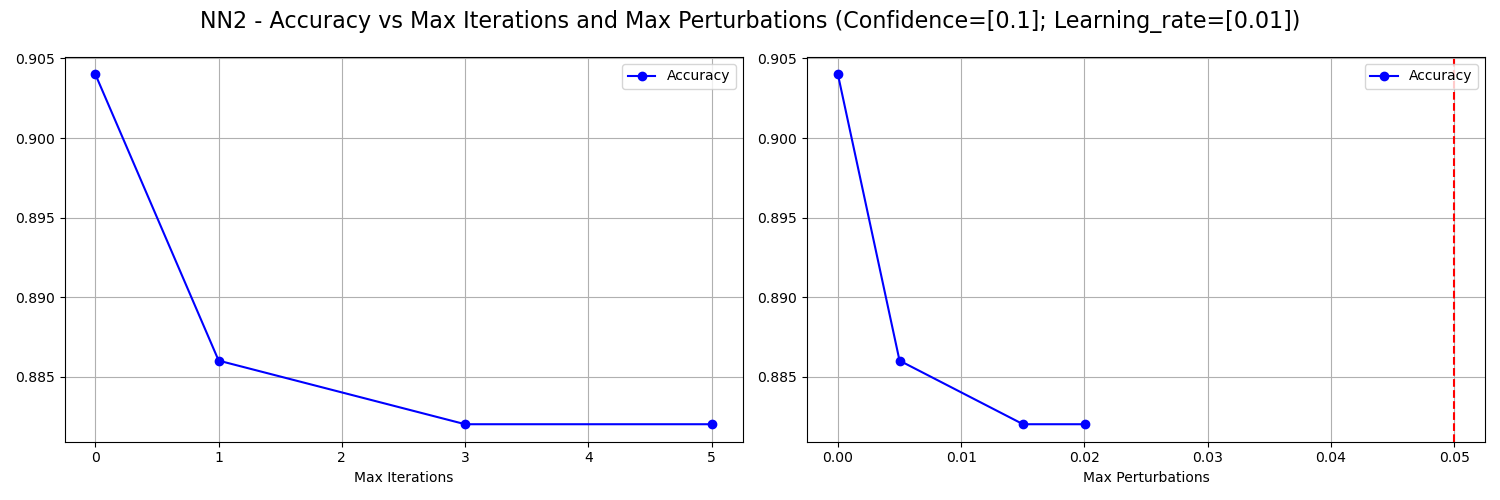 NN2 - Accuracy vs Max Iterations and Max Perturbations (Confidence=[0.1]; Learning_rate=[0.01])
Accuracy
0.905
0.900
0.895
0.890
0.885
0 1 2 3 4 5
Max Iterations
Accuracy
0.905
0.900
0.895
0.890
0.885
0.00 0.01 0.02 0.03 0.04 0.05
Max Perturbations